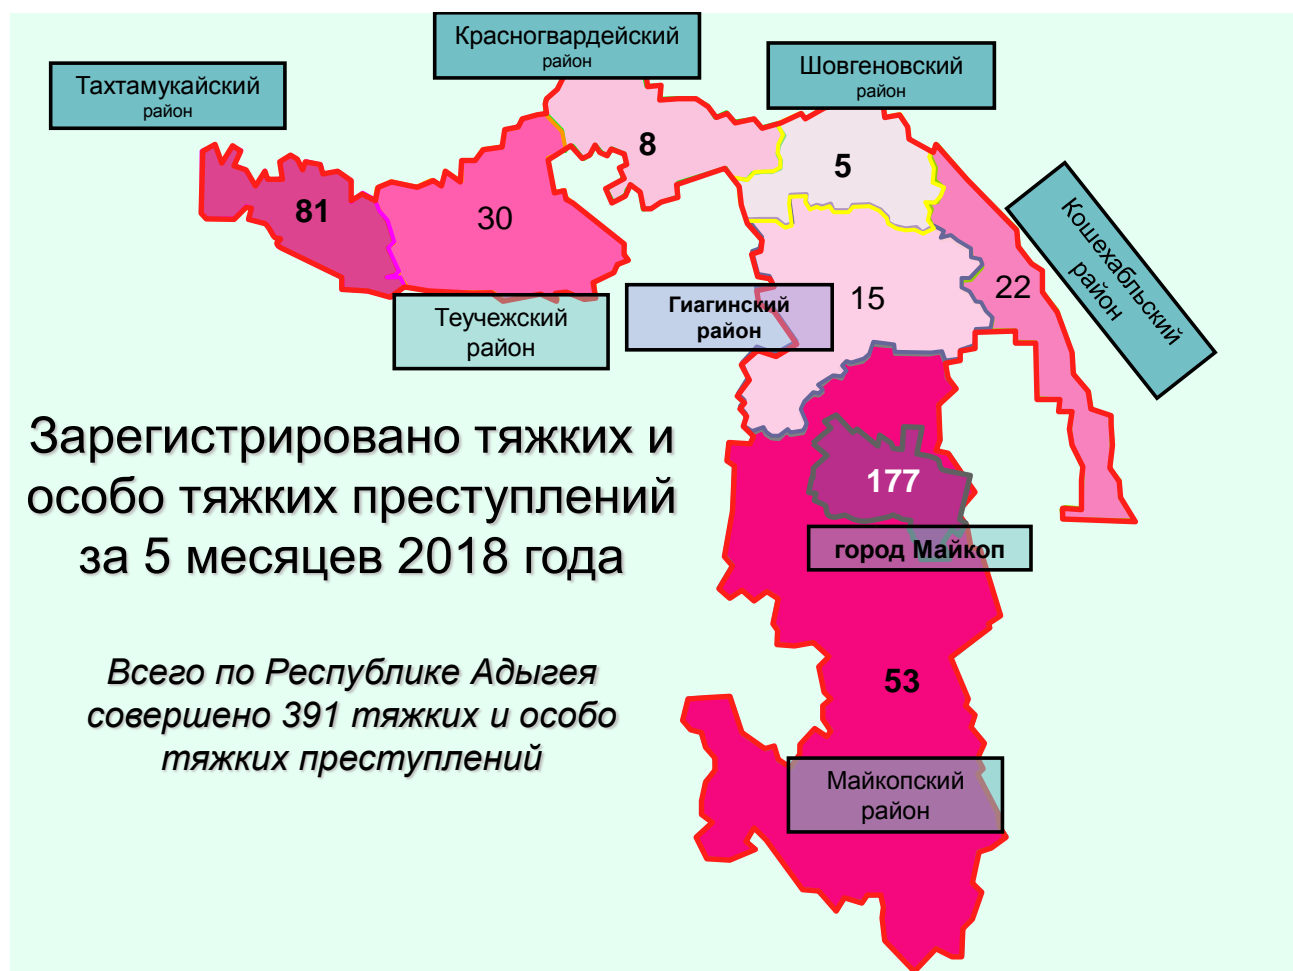 Красногвардейский
район
Шовгеновский
район
Тахтамукайский
район
8
5
81
30
Кошехабльский
район
22
15
Теучежский
район
Гиагинский
район
Зарегистрировано тяжких и
особо тяжких преступлений
за 5 месяцев 2018 года
177
город Майкоп
Всего по Республике Адыгея
совершено 391 тяжких и особо
тяжких преступлений
53
Майкопский
район